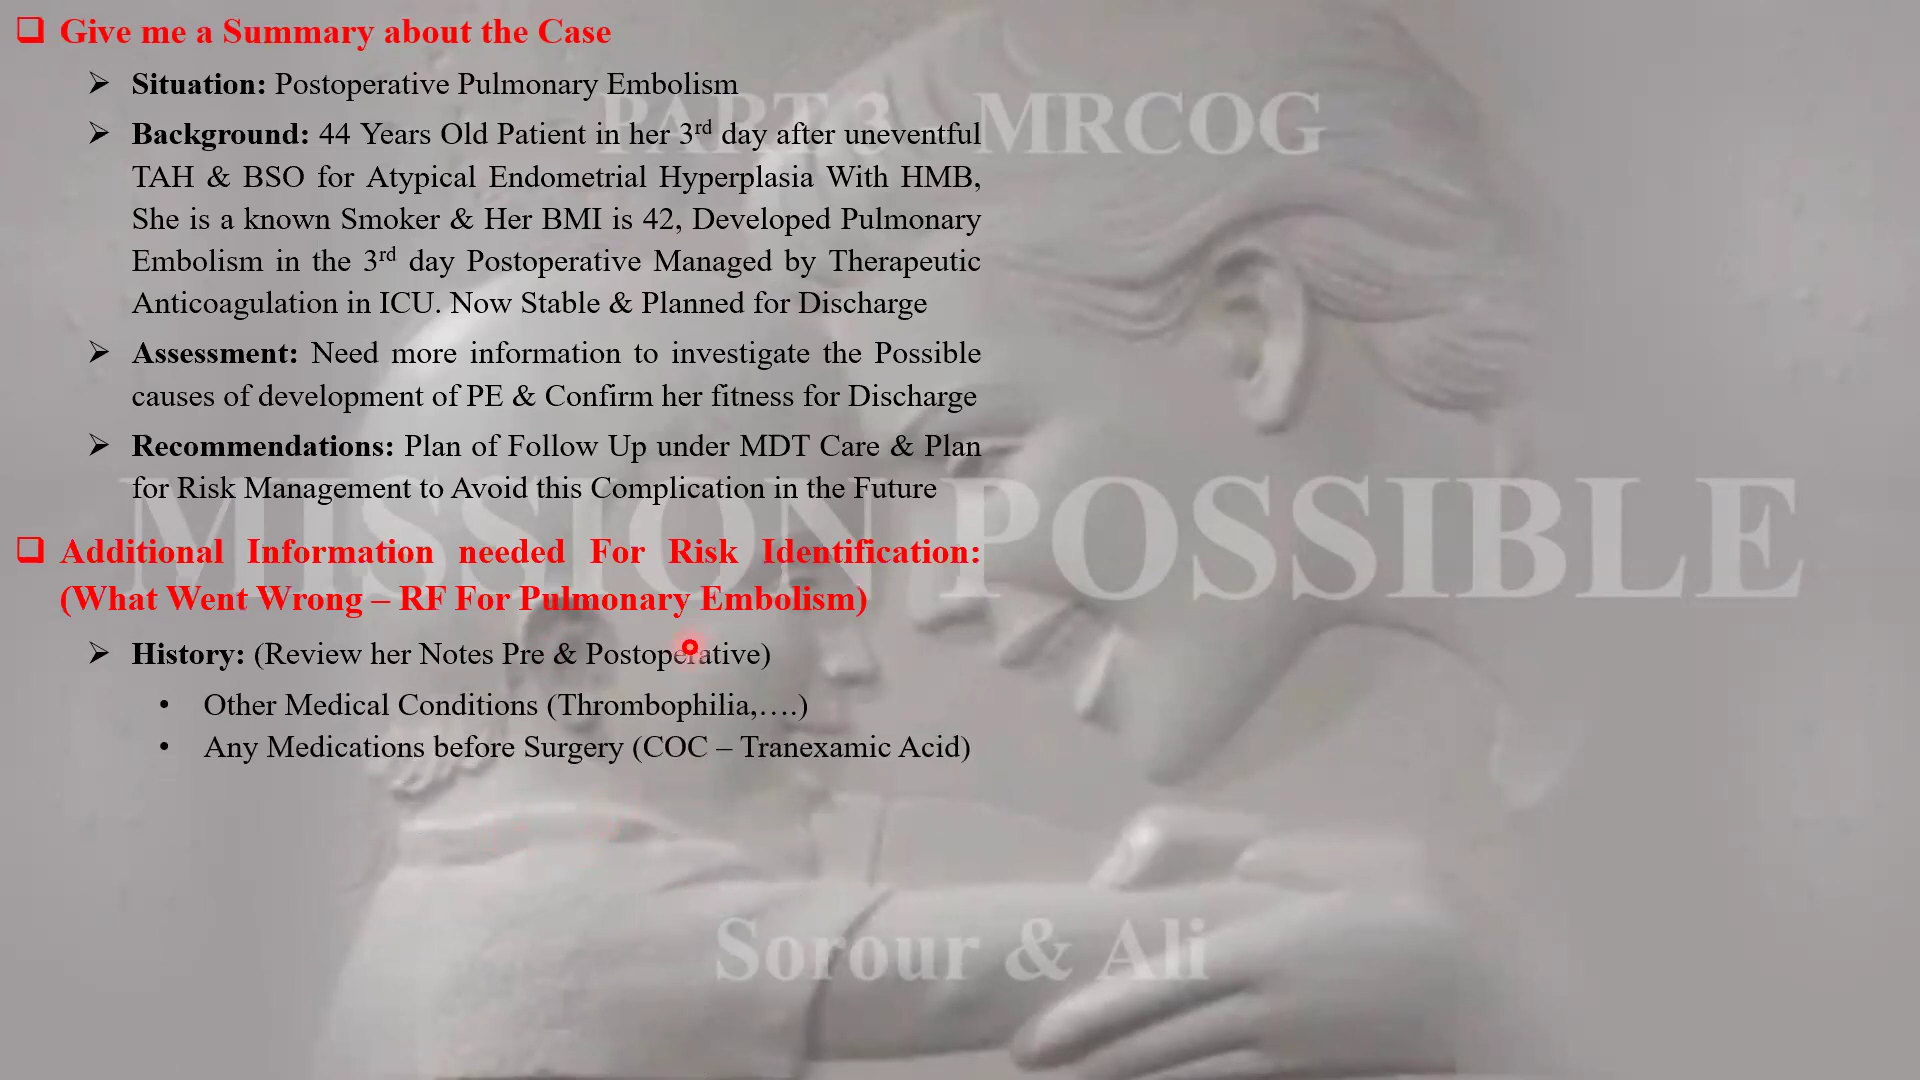 Give me a Summary about the Case
Situation: Postoperative Pulmonary Embolism
PART 3 MRCOG
Background: 44 Years Old Patient in her 3rd day after uneventful
TAH & BSO for Atypical Endometrial Hyperplasia With HMB,
She is a known Smoker & Her BMI is 42, Developed Pulmonary
Embolism in the 3rd day Postoperative Managed by Therapeutic
Anticoagulation in ICU. Now Stable & Planned for Discharge
Assessment: Need more information to investigate the Possible
causes of development of PE & Confirm her fitness for Discharge
Recommendations: Plan of Follow Up under MDT Care & Plan
for Risk Management to Avoid this Complication in the Future
MISSION POSSIBLE
Additional Information needed For Risk Identification:
(What Went Wrong – RF For Pulmonary Embolism)
History: (Review her Notes Pre & Postoperative)
• Other Medical Conditions (Thrombophilia,….)
• Any Medications before Surgery (COC – Tranexamic Acid)
Sorour & Ali